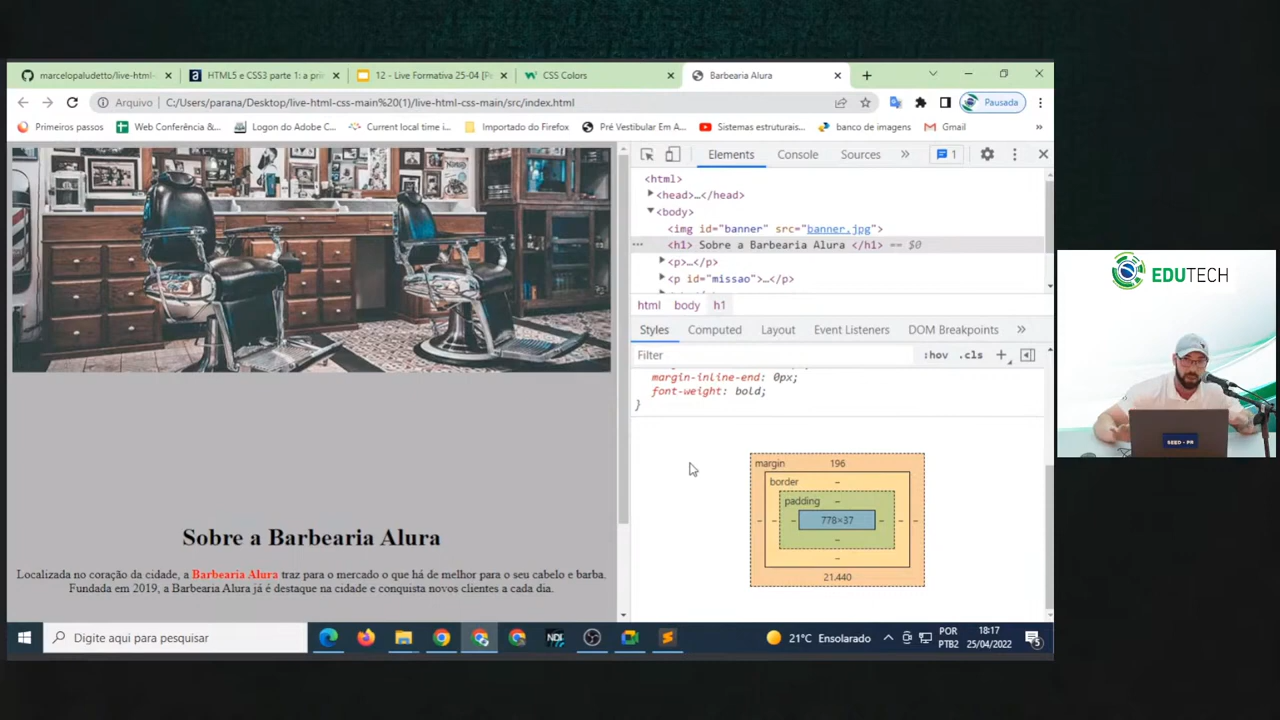 marcelopaludetto/live-html-
HTML5 e CSS3 parte 1: a pri
12 - Live Formativa 25-04 [P
CSS Colors
Barbearia Alura
Arquivo
C:/Users/parana/Desktop/live-html-css-main%20(1)/live-html-css-main/src/index.html
Pausada
Primeiros passos
Web Conferência &...
Logon do Adobe C...
Current local time i...
Importado do Firefox
Pré Vestibular Em A...
Sistemas estruturais...
banco de imagens
Gmail
»
Elements
Console
Sources
»
1
<html>
<head>…</head>
<body>
<img id="banner" src="banner.jpg">
<h1> Sobre a Barbearia Alura </h1> == $0
<p>…</p>
<p id="missao">…</p>
html
body
h1
Styles
Computed
Layout
Event Listeners
DOM Breakpoints
»
Filter
:hov
.cls
margin-inline-end: 0px;
font-weight: bold;
}
margin
196
border
–
padding
–
– – – 778×37 – – –
–
–
21.440
Sobre a Barbearia Alura
Localizada no coração da cidade, a Barbearia Alura traz para o mercado o que há de melhor para o seu cabelo e barba.
Fundada em 2019, a Barbearia Alura já é destaque na cidade e conquista novos clientes a cada dia.
EDUTECH
SEED - PR
Digite aqui para pesquisar
NDI
21°C Ensolarado
POR
PTB2
18:17
25/04/2022
5